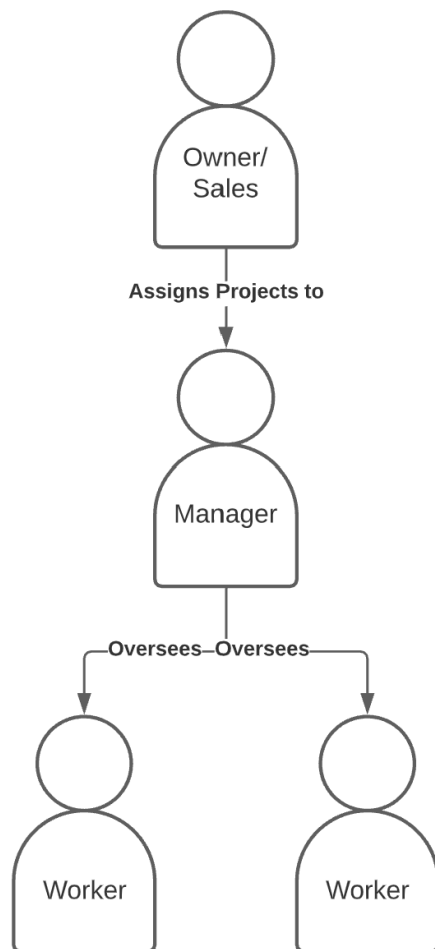 Owner/
Sales
Assigns Projects to
Manager
Oversees Oversees
Worker Worker